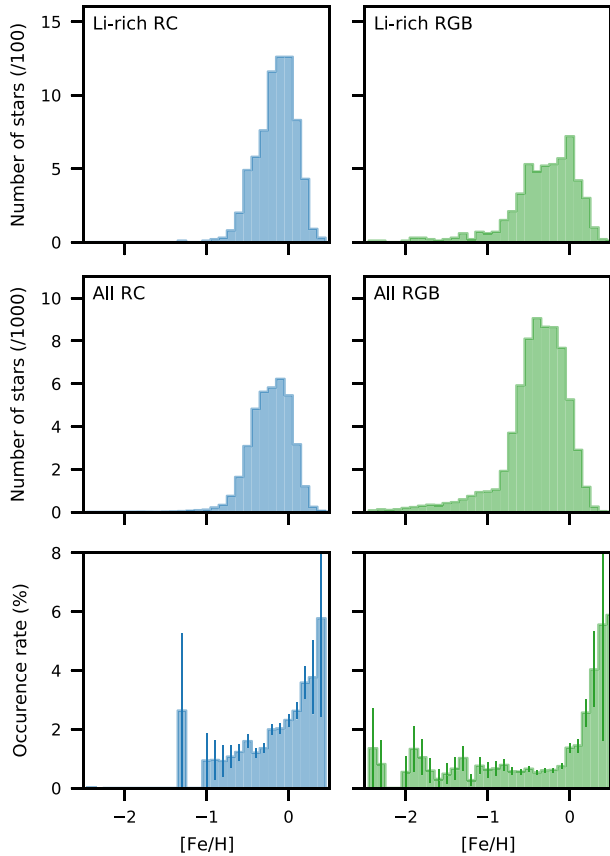 Li-rich RC
Li-rich RGB
Number of stars (/100)
15
10
5
0
All RC
All RGB
Number of stars (/1000)
10
8
6
4
2
0
Occurence rate (%)
8
6
4
2
0
−2 −1 0
−2 −1 0
[Fe/H]
[Fe/H]